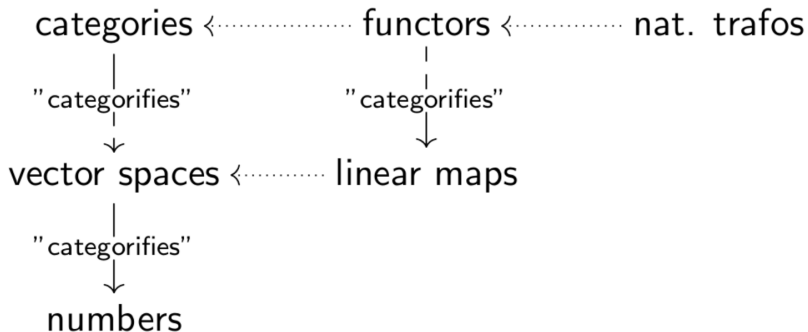 categories functors nat. trafos
"categorifies" "categorifies"
vector spaces linear maps
"categorifies"
numbers